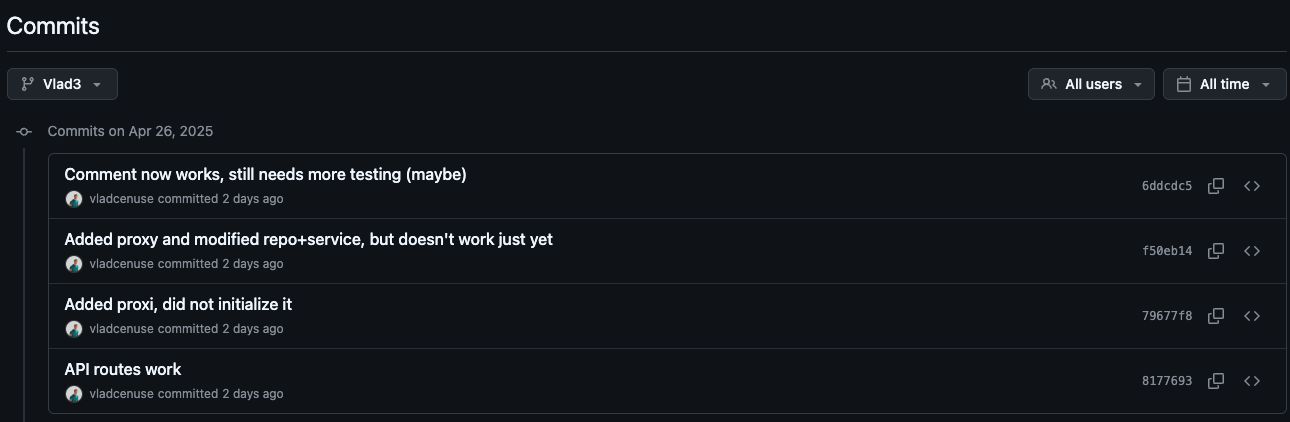 Commits
Vlad3
All users
All time
Commits on Apr 26, 2025
Comment now works, still needs more testing (maybe)
vladcenuse committed 2 days ago
6ddcdc5
Added proxy and modified repo+service, but doesn't work just yet
vladcenuse committed 2 days ago
f50eb14
Added proxi, did not initialize it
vladcenuse committed 2 days ago
79677f8
API routes work
vladcenuse committed 2 days ago
8177693